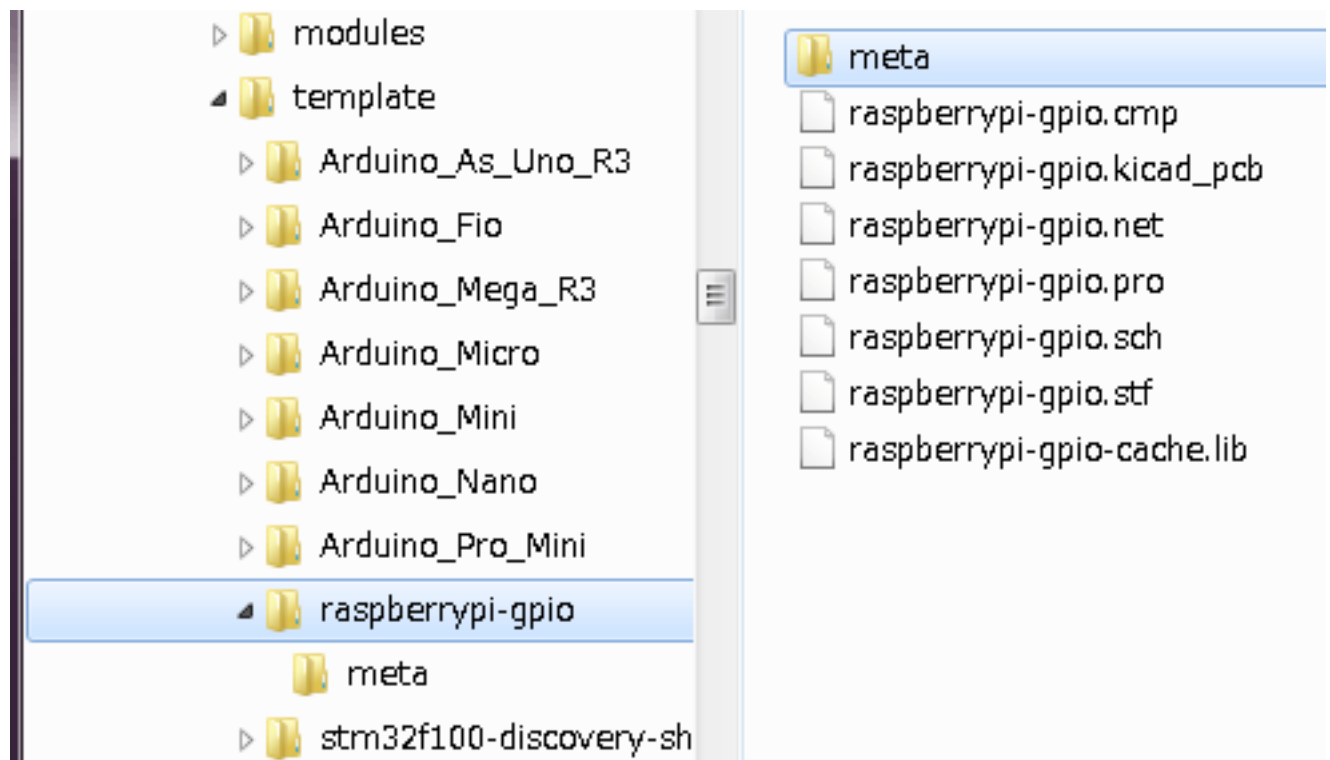 modules
template
Arduino_As_Uno_R3
Arduino_Fio
Arduino_Mega_R3
Arduino_Micro
Arduino_Mini
Arduino_Nano
Arduino_Pro_Mini
raspberrypi-gpio
meta
stm32f100-discovery-sh
meta
raspberrypi-gpio.cmp
raspberrypi-gpio.kicad_pcb
raspberrypi-gpio.net
raspberrypi-gpio.pro
raspberrypi-gpio.sch
raspberrypi-gpio.stf
raspberrypi-gpio-cache.lib